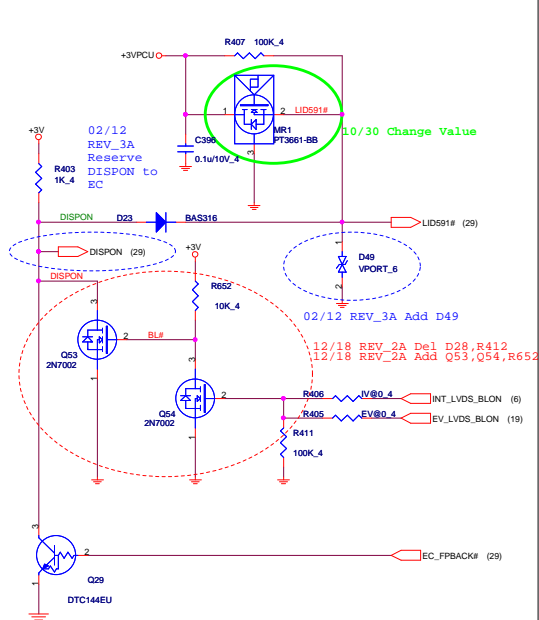 R407 100K_4
+3VPCU
1
2
LID591#
MR1
PT3661-BB
3
C396
0.1u/10V_4
10/30 Change Value
+3V
02/12
REV_3A
Reserve
DISPON to
EC
R403
1K_4
DISPON
D23
BAS316
LID591# (29)
DISPON (29)
+3V
1
D49
VPORT_6
2
DISPON
R652
10K_4
02/12 REV_3A Add D49
3
BL#
2
Q53
2N7002
1
12/18 REV_2A Del D28,R412
12/18 REV_2A Add Q53,Q54,R652
3
2
Q54
2N7002
1
R406 IV@0_4
INT_LVDS_BLON (6)
R405 EV@0_4
EV_LVDS_BLON (19)
R411
100K_4
3
2
EC_FPBACK# (29)
Q29
1
DTC144EU